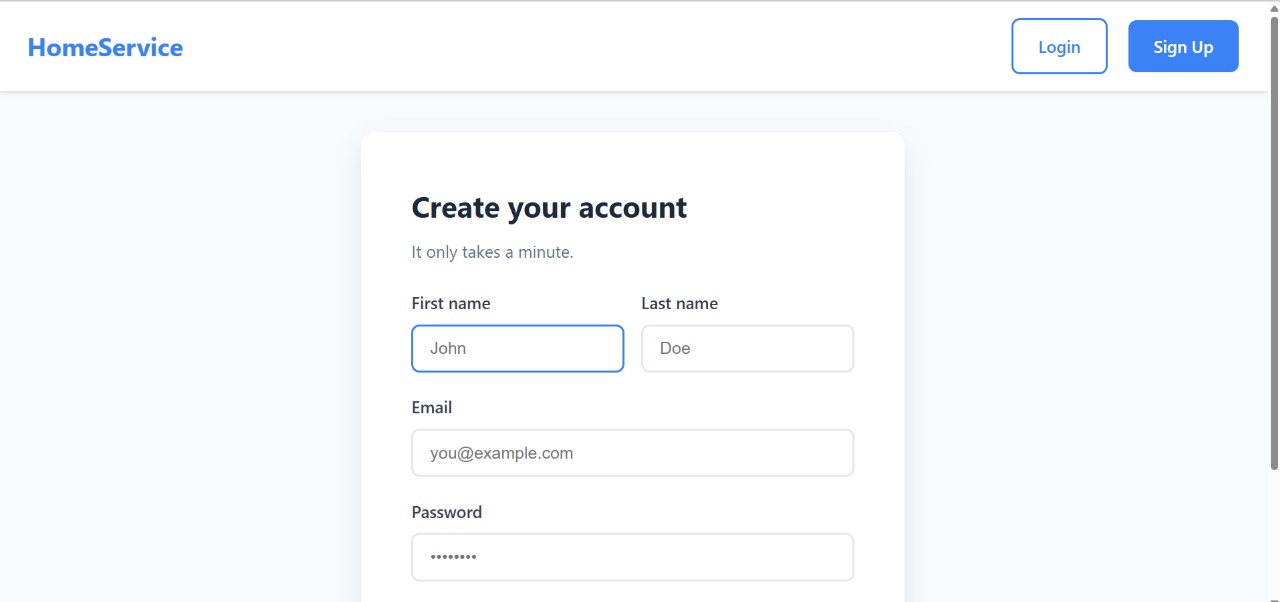 HomeService
Login
Sign Up
Create your account
It only takes a minute.
First name
Last name
John
Doe
Email
you@example.com
Password
••••••••